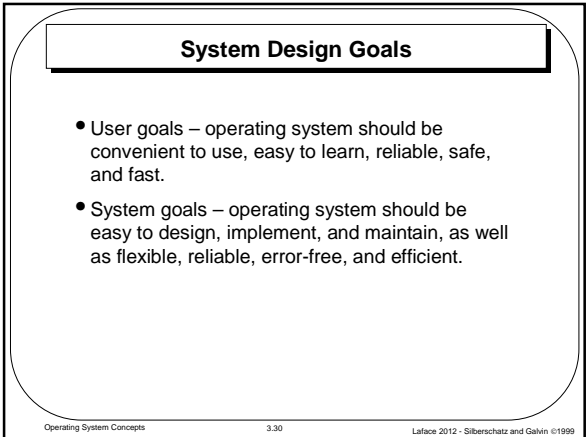 System Design Goals
• User goals – operating system should be
convenient to use, easy to learn, reliable, safe,
and fast.
• System goals – operating system should be
easy to design, implement, and maintain, as well
as flexible, reliable, error-free, and efficient.
Operating System Concepts 3.30 Laface 2012 - Silberschatz and Galvin ©1999